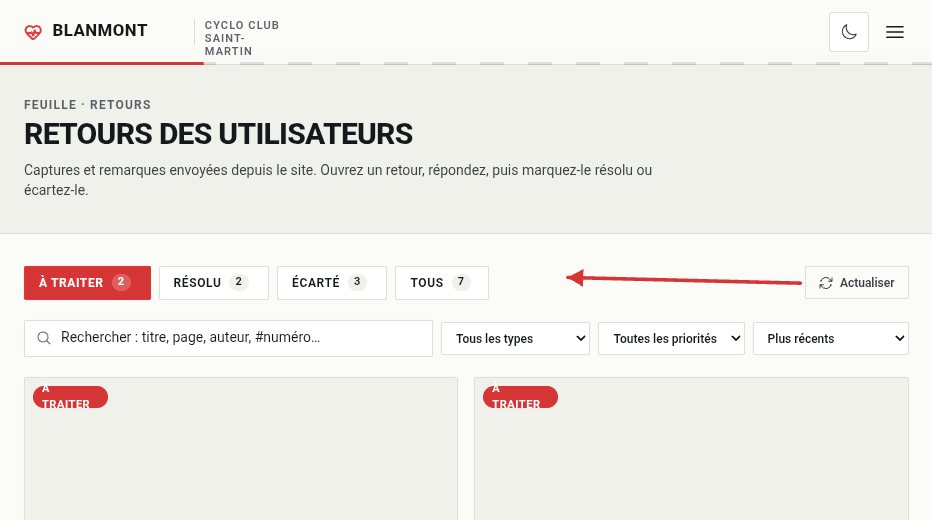 BLANMONT
CYCLO CLUB
SAINT-
MARTIN
FEUILLE · RETOURS
RETOURS DES UTILISATEURS
Captures et remarques envoyées depuis le site. Ouvrez un retour, répondez, puis marquez-le résolu ou
écartez-le.
À TRAITER 2
RÉSOLU 2
ÉCARTÉ 3
TOUS 7
Actualiser
Rechercher : titre, page, auteur, #numéro…
Tous les types
Toutes les priorités
Plus récents
À
TRAITER
À
TRAITER